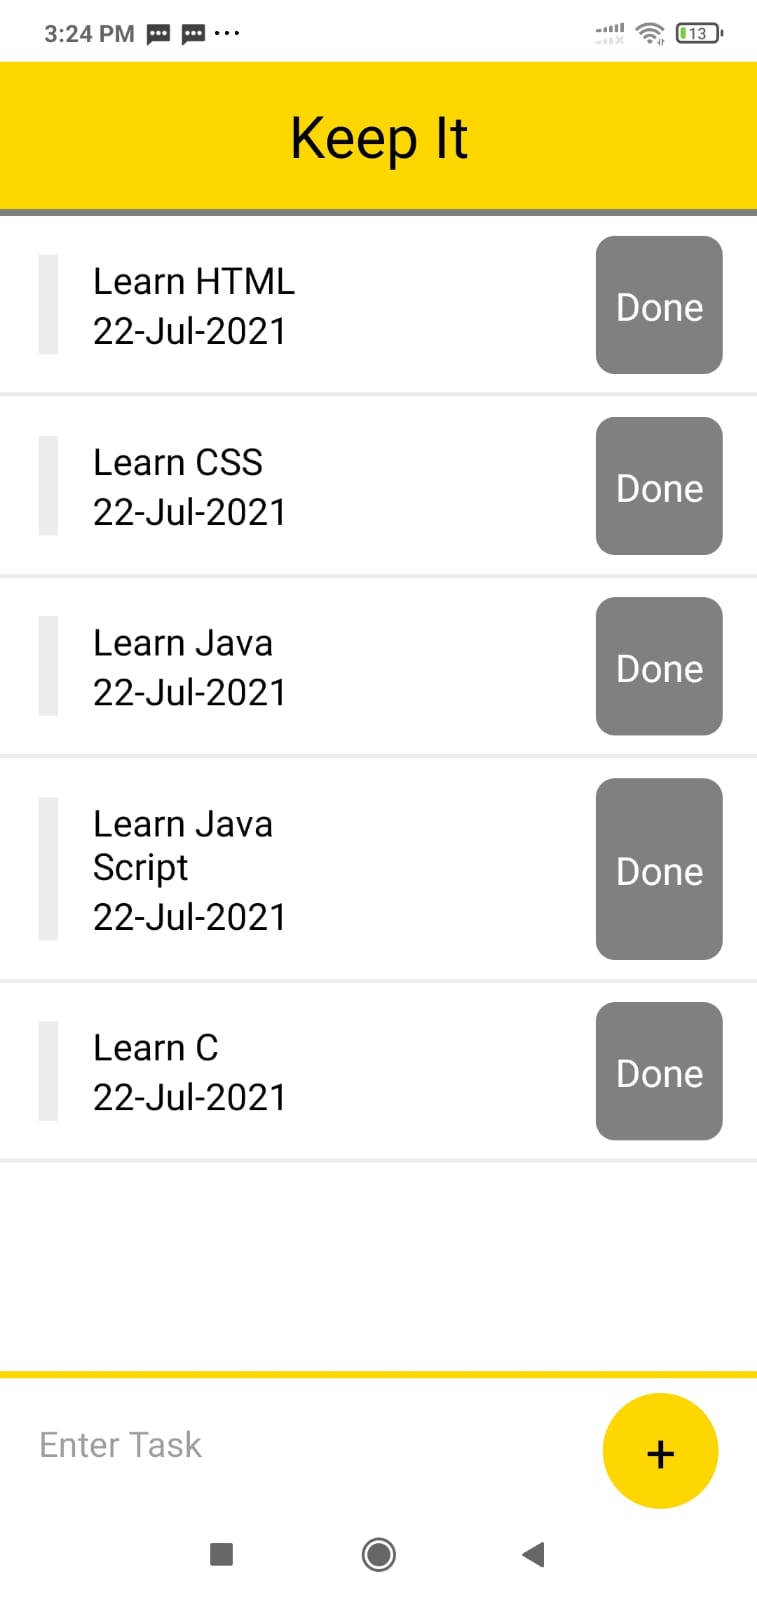 3:24 PM
13
Keep It
Learn HTML
22-Jul-2021
Done
Learn CSS
22-Jul-2021
Done
Learn Java
22-Jul-2021
Done
Learn Java
Script
22-Jul-2021
Done
Learn C
22-Jul-2021
Done
Enter Task
+